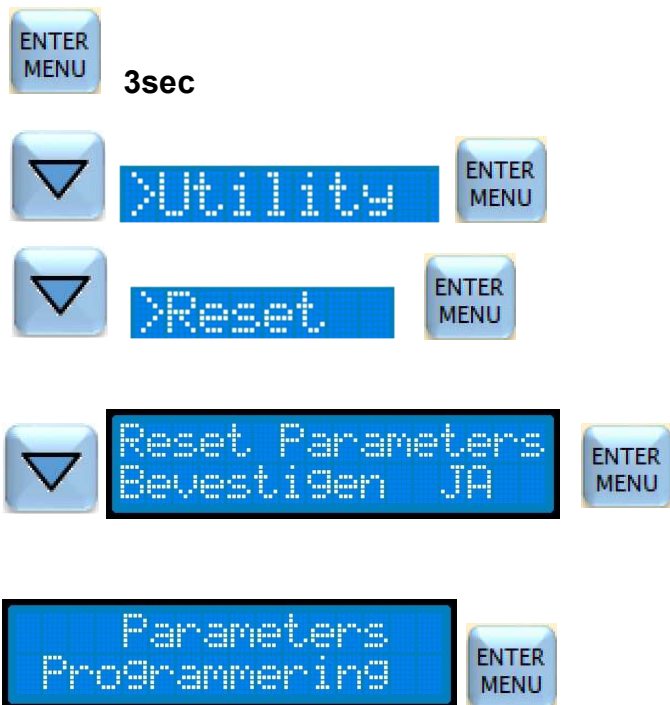 ENTER
MENU
3sec
>Utility
ENTER
MENU
>Reset
ENTER
MENU
Reset Parameters
Bevestigen JA
ENTER
MENU
Parameters
Programmering
ENTER
MENU